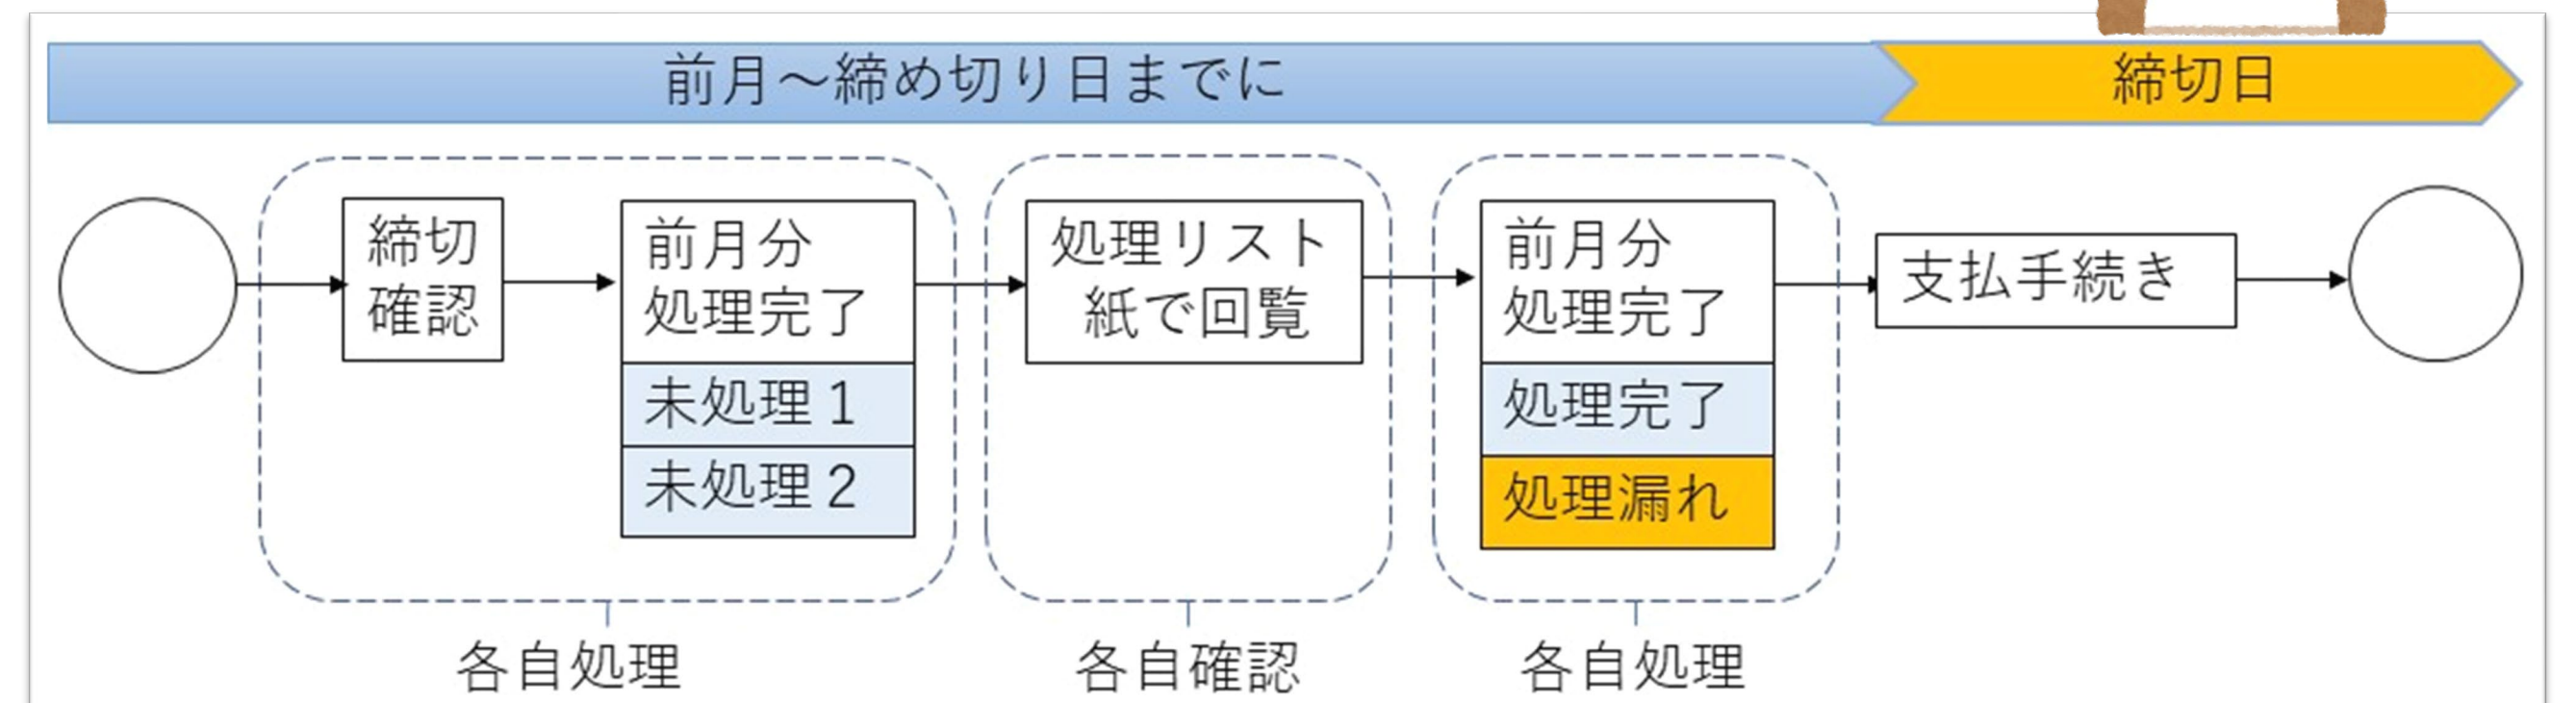 前月～締め切り日までに
締切日
締切
確認
前月分
処理完了
未処理1
未処理2
処理リスト
紙で回覧
前月分
処理完了
処理完了
処理漏れ
支払手続き
各自処理
各自確認
各自処理